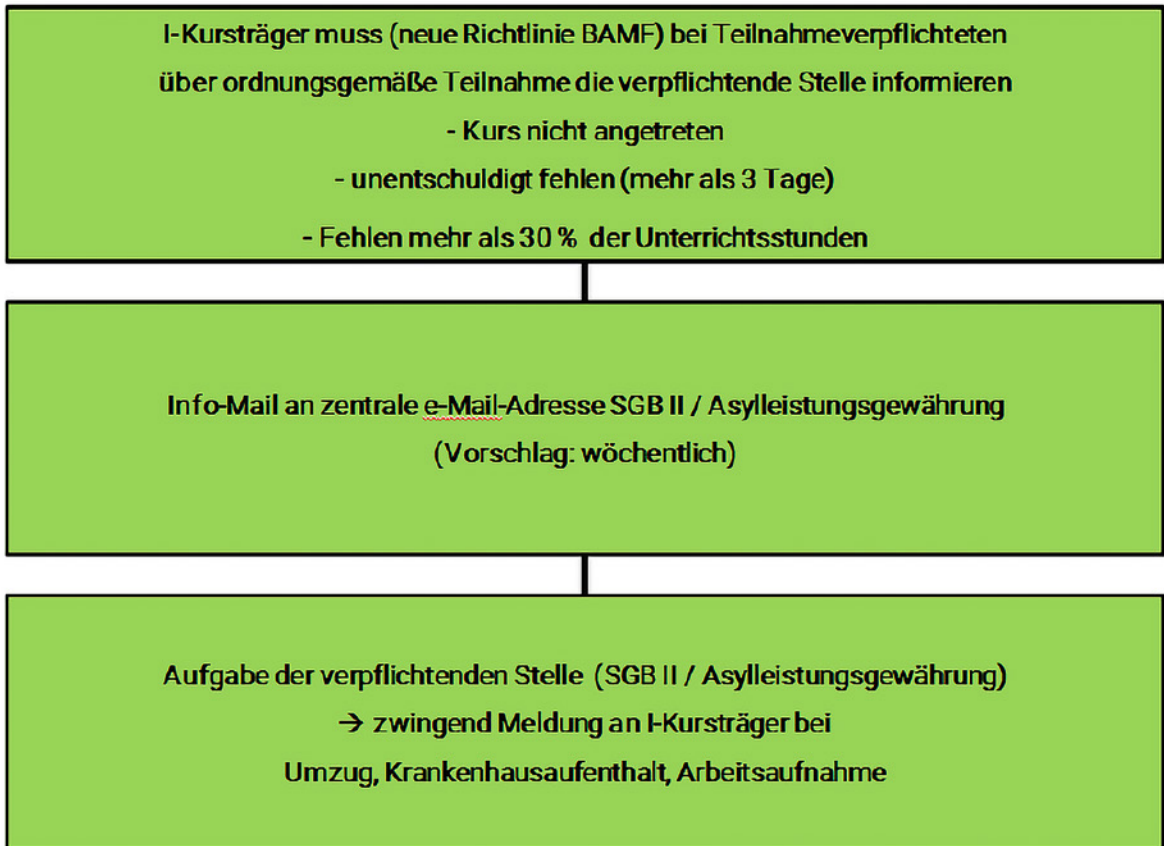 I-Kursträger muss (neue Richtlinie BAMF) bei Teilnahmeverpflichteten
über ordnungsgemäße Teilnahme die verpflichtende Stelle informieren
- Kurs nicht angetreten
- unentschuldigt fehlen (mehr als 3 Tage)
- Fehlen mehr als 30 % der Unterrichtsstunden
Info-Mail an zentrale e-Mail-Adresse SGB II / Asylleistungsgewährung
(Vorschlag: wöchentlich)
Aufgabe der verpflichtenden Stelle (SGB II / Asylleistungsgewährung)
→ zwingend Meldung an I-Kursträger bei
Umzug, Krankenhausaufenthalt, Arbeitsaufnahme